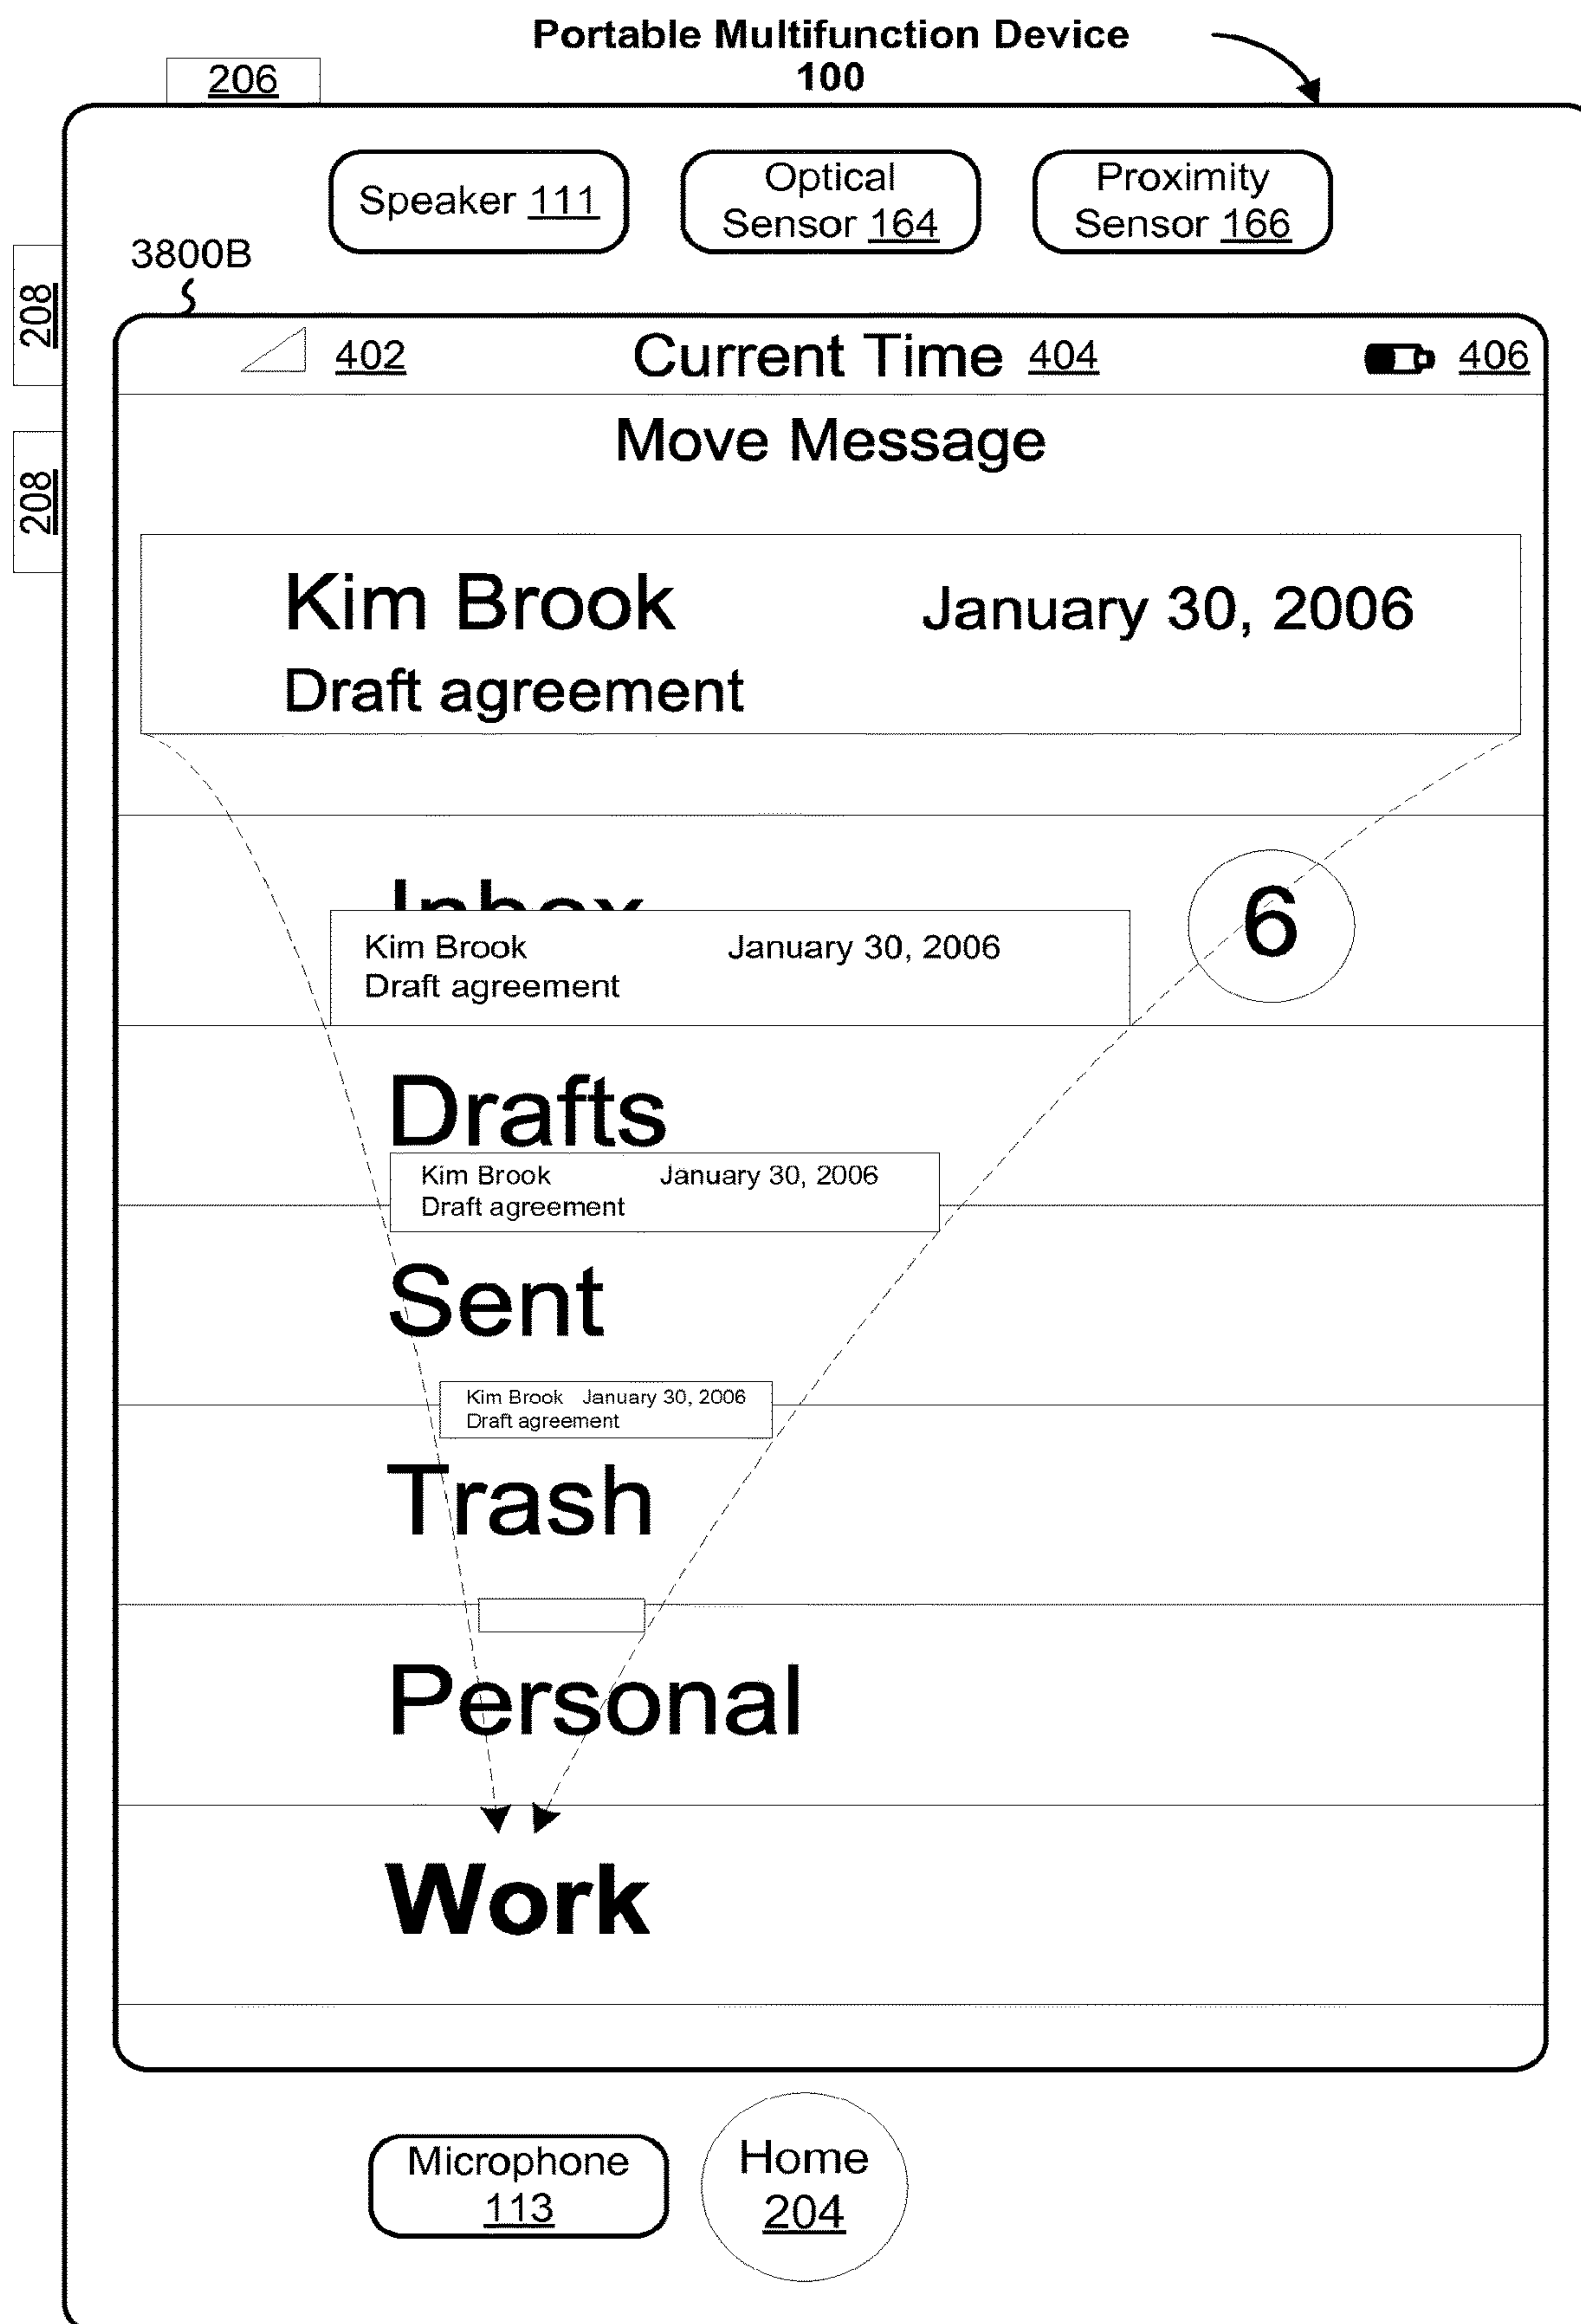 Portable Multifunction Device
100
206
Speaker 111
Optical
Sensor 164
Proximity
Sensor 166
3800B
208
208
402
Current Time 404
406
Move Message
Kim Brook January 30, 2006
Draft agreement
Inbox
6
Kim Brook January 30, 2006
Draft agreement
Drafts
Kim Brook January 30, 2006
Draft agreement
Sent
Kim Brook January 30, 2006
Draft agreement
Trash
Personal
Work
Microphone
113
Home
204